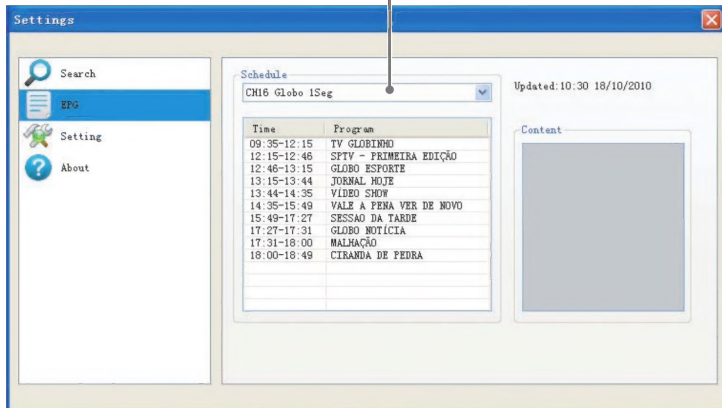 Settings
Search
EPG
Setting
About
Schedule
CH16 Globo 1Seg
Updated:10:30 18/10/2010
Time Program
09:35-12:15 TV GLOBINHO
12:15-12:46 SPTV - PRIMEIRA EDIÇÃO
12:46-13:15 GLOBO ESPORTE
13:15-13:44 JORNAL HOJE
13:44-14:35 VÍDEO SHOW
14:35-15:49 VALE A PENA VER DE NOVO
15:49-17:27 SESSAO DA TARDE
17:27-17:31 GLOBO NOTÍCIA
17:31-18:00 MALHAÇÃO
18:00-18:49 CIRANDA DE PEDRA
Content